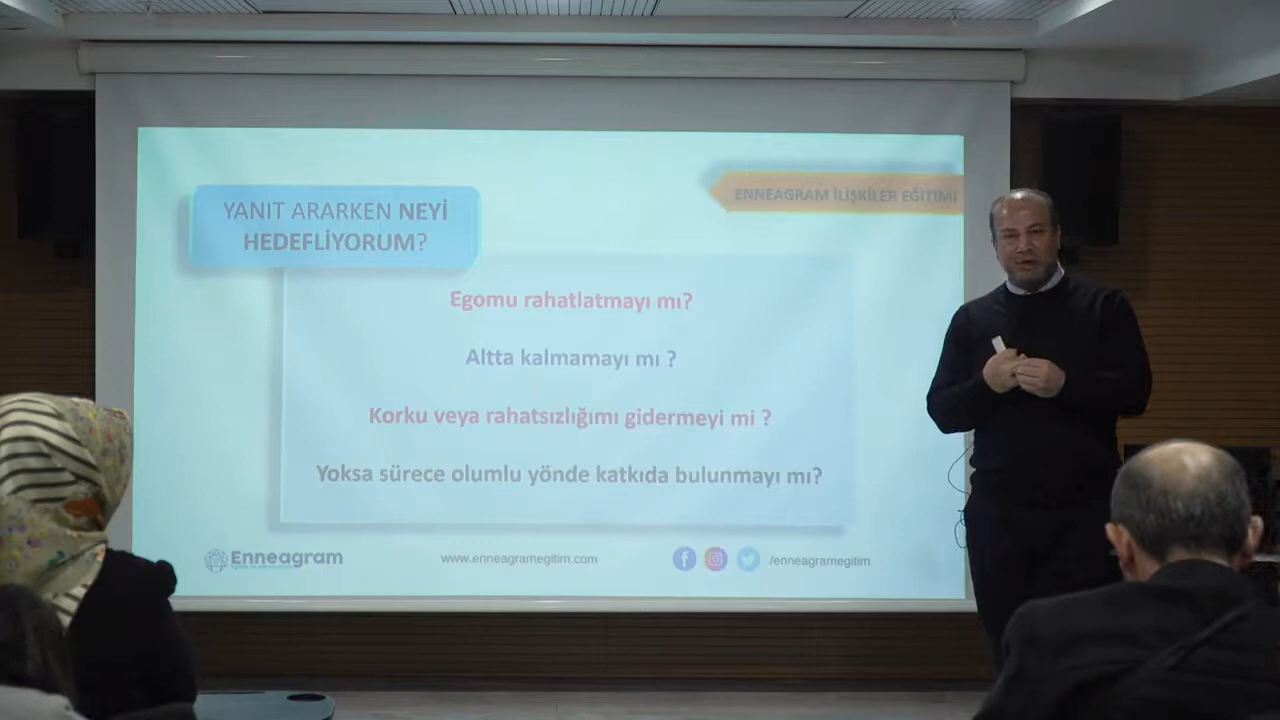 ENNEAGRAM İLİŞKİLER EĞİTİMİ
YANIT ARARKEN NEYİ
HEDEFLİYORUM?
Egomu rahatlatmayı mı?
Altta kalmamayı mı ?
Korku veya rahatsızlığımı gidermeyi mi ?
Yoksa sürece olumlu yönde katkıda bulunmayı mı?
Enneagram
www.enneagramegitim.com
/enneagramegitim